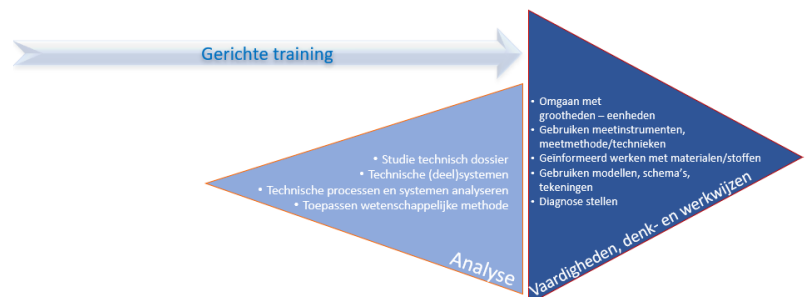 Gerichte training
• Studie technisch dossier
• Technische (deel)systemen
• Technische processen en systemen analyseren
• Toepassen wetenschappelijke methode
Analyse
• Omgaan met
grootheden – eenheden
• Gebruiken meetinstrumenten,
meetmethode/technieken
• Geïnformeerd werken met materialen/stoffen
• Gebruiken modellen, schema's,
tekeningen
• Diagnose stellen
Vaardigheden, denk- en werkwijzen